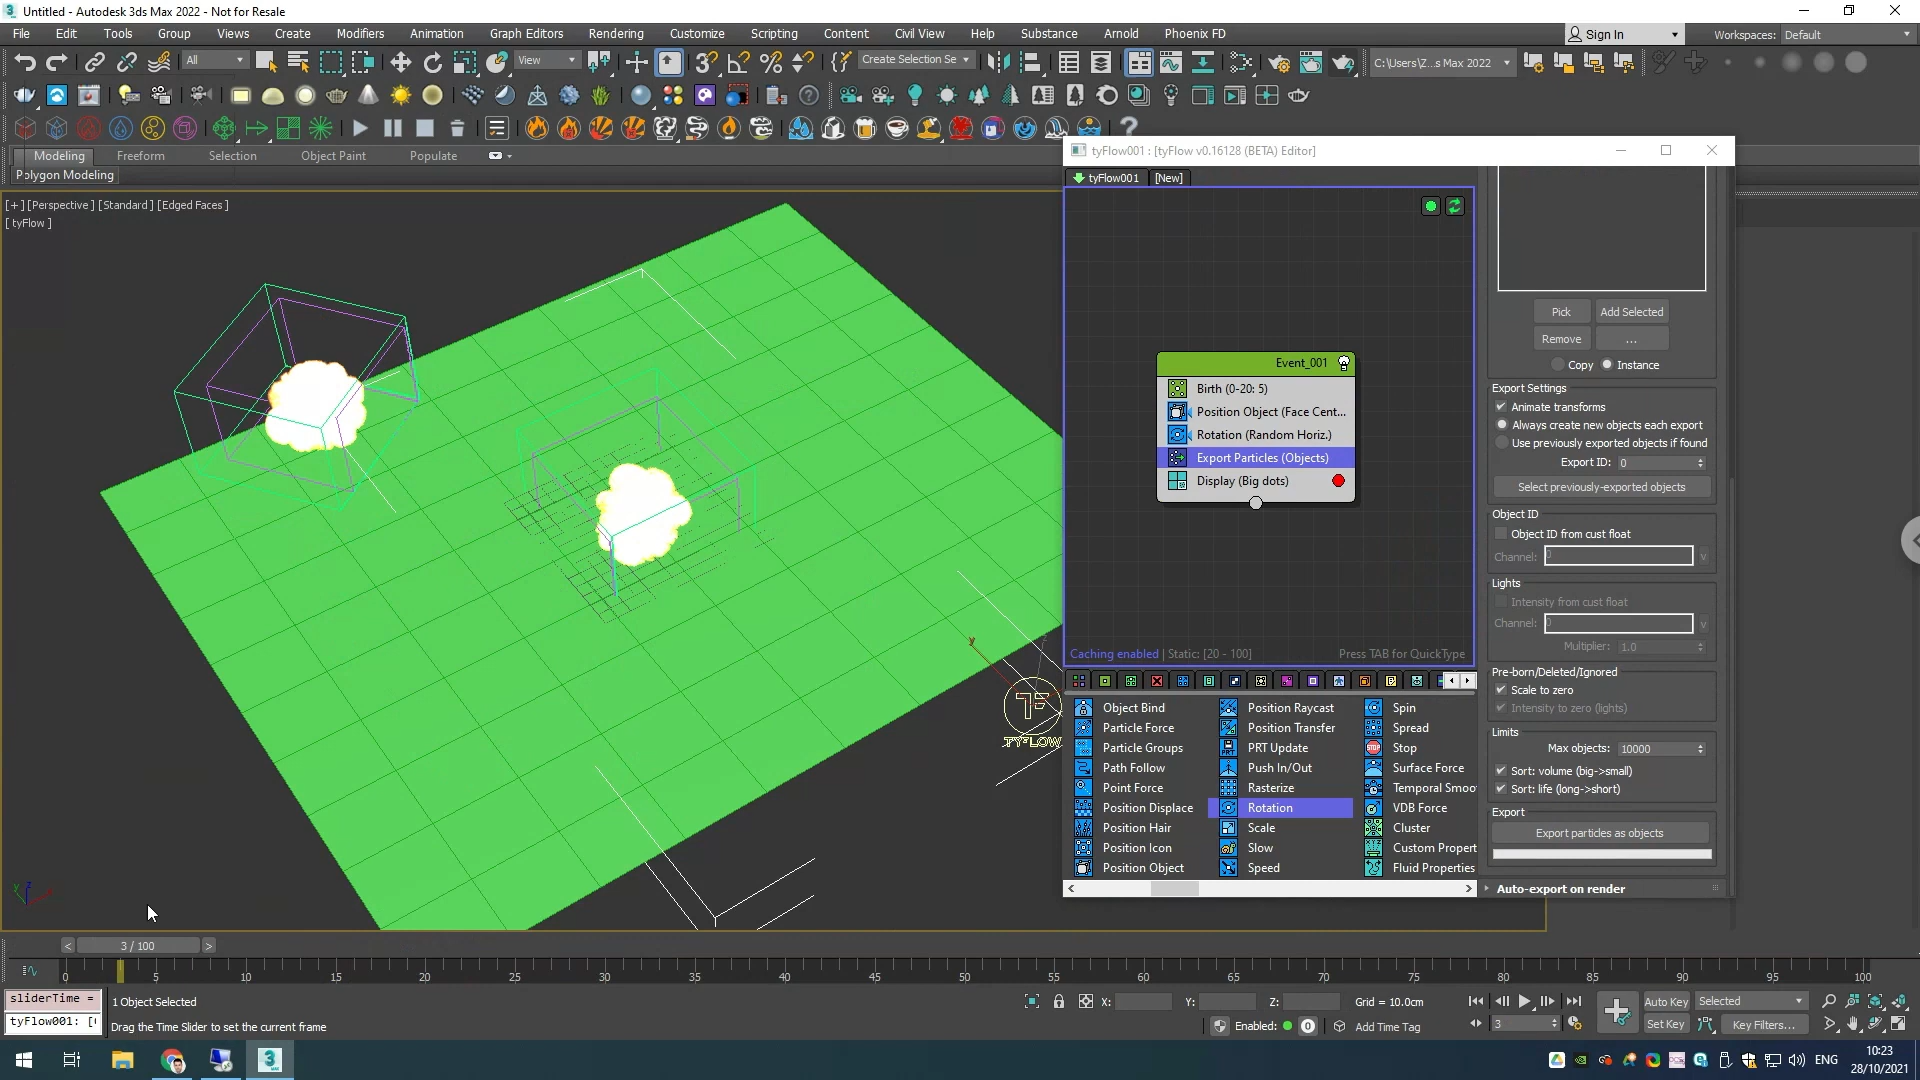 Untitled - Autodesk 3ds Max 2022 - Not for Resale
File Edit Tools Group Views Create Modifiers Animation Graph Editors Rendering Customize Scripting Content Civil View Help Substance Arnold Phoenix FD
Sign In
Workspaces: Default
All
View
Create Selection Se
C:\Users\Z...s Max 2022
Modeling Freeform Selection Object Paint Populate
Polygon Modeling
tyFlow001 : [tyFlow v0.16128 (BETA) Editor]
tyFlow001 [New]
[+] [Perspective ] [Standard ] [Edged Faces ]
[ tyFlow ]
TYFLOW
Event_001
Birth (0-20: 5)
Position Object (Face Cent...
Rotation (Random Horiz.)
Export Particles (Objects)
Display (Big dots)
Caching enabled | Static: [20 - 100]
Press TAB for QuickType
Object Bind Position Raycast Spin
Particle Force Position Transfer Spread
Particle Groups PRT Update Stop
Path Follow Push In/Out Surface Force
Point Force Rasterize Temporal Smoo
Position Displace Rotation VDB Force
Position Hair Scale Cluster
Position Icon Slow Custom Propert
Position Object Speed Fluid Properties
Pick Add Selected
Remove ...
Copy Instance
Export Settings
Animate transforms
Always create new objects each export
Use previously exported objects if found
Export ID: 0
Select previously-exported objects
Object ID
Object ID from cust float
Channel: 0
Lights
Intensity from cust float
Channel: 0
Multiplier: 1.0
Pre-born/Deleted/Ignored
Scale to zero
Intensity to zero (lights)
Limits
Max objects: 10000
Sort: volume (big->small)
Sort: life (long->short)
Export
Export particles as objects
Auto-export on render
3 / 100
0 5 10 15 20 25 30 35 40 45 50 55 60 65 70 75 80 85 90 95 100
sliderTime =
tyFlow001: [
1 Object Selected
Drag the Time Slider to set the current frame
X: Y: Z: Grid = 10.0cm
Enabled: 0 Add Time Tag
3
Auto Key Selected
Set Key Key Filters...
ENG
10:23
28/10/2021